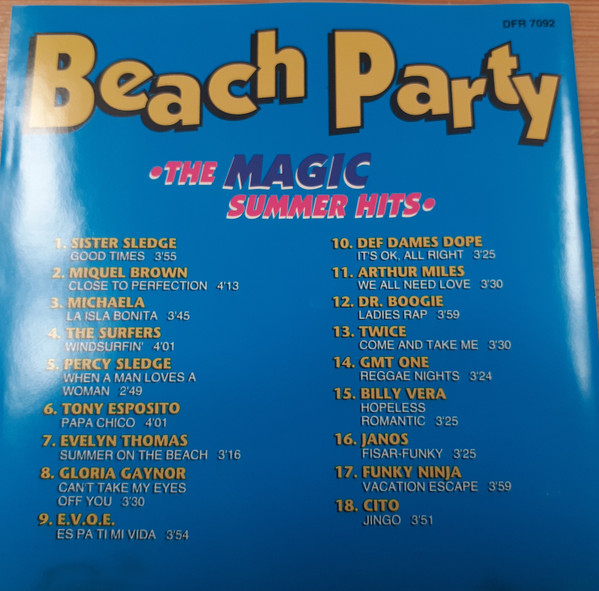 DFR 7092
Beach Party
•THE MAGIC
SUMMER HITS•
1. SISTER SLEDGE
GOOD TIMES 3'55
2. MIQUEL BROWN
CLOSE TO PERFECTION 4'13
3. MICHAELA
LA ISLA BONITA 3'45
4. THE SURFERS
WINDSURFIN' 4'01
5. PERCY SLEDGE
WHEN A MAN LOVES A
WOMAN 2'49
6. TONY ESPOSITO
PAPA CHICO 4'01
7. EVELYN THOMAS
SUMMER ON THE BEACH 3'16
8. GLORIA GAYNOR
CAN'T TAKE MY EYES
OFF YOU 3'30
9. E.V.O.E.
ES PA TI MI VIDA 3'54
10. DEF DAMES DOPE
IT'S OK, ALL RIGHT 3'25
11. ARTHUR MILES
WE ALL NEED LOVE 3'30
12. DR. BOOGIE
LADIES RAP 3'59
13. TWICE
COME AND TAKE ME 3'30
14. GMT ONE
REGGAE NIGHTS 3'24
15. BILLY VERA
HOPELESS
ROMANTIC 3'25
16. JANOS
FISAR-FUNKY 3'25
17. FUNKY NINJA
VACATION ESCAPE 3'59
18. CITO
JINGO 3'51